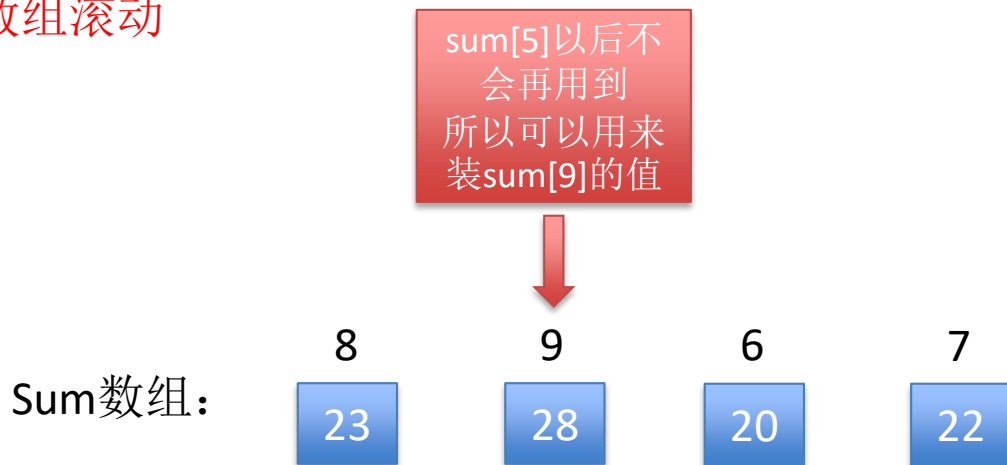 数组滚动
sum[5]以后不
会再用到
所以可以用来
装sum[9]的值
8 9 6 7
Sum数组：
23 28 20 22